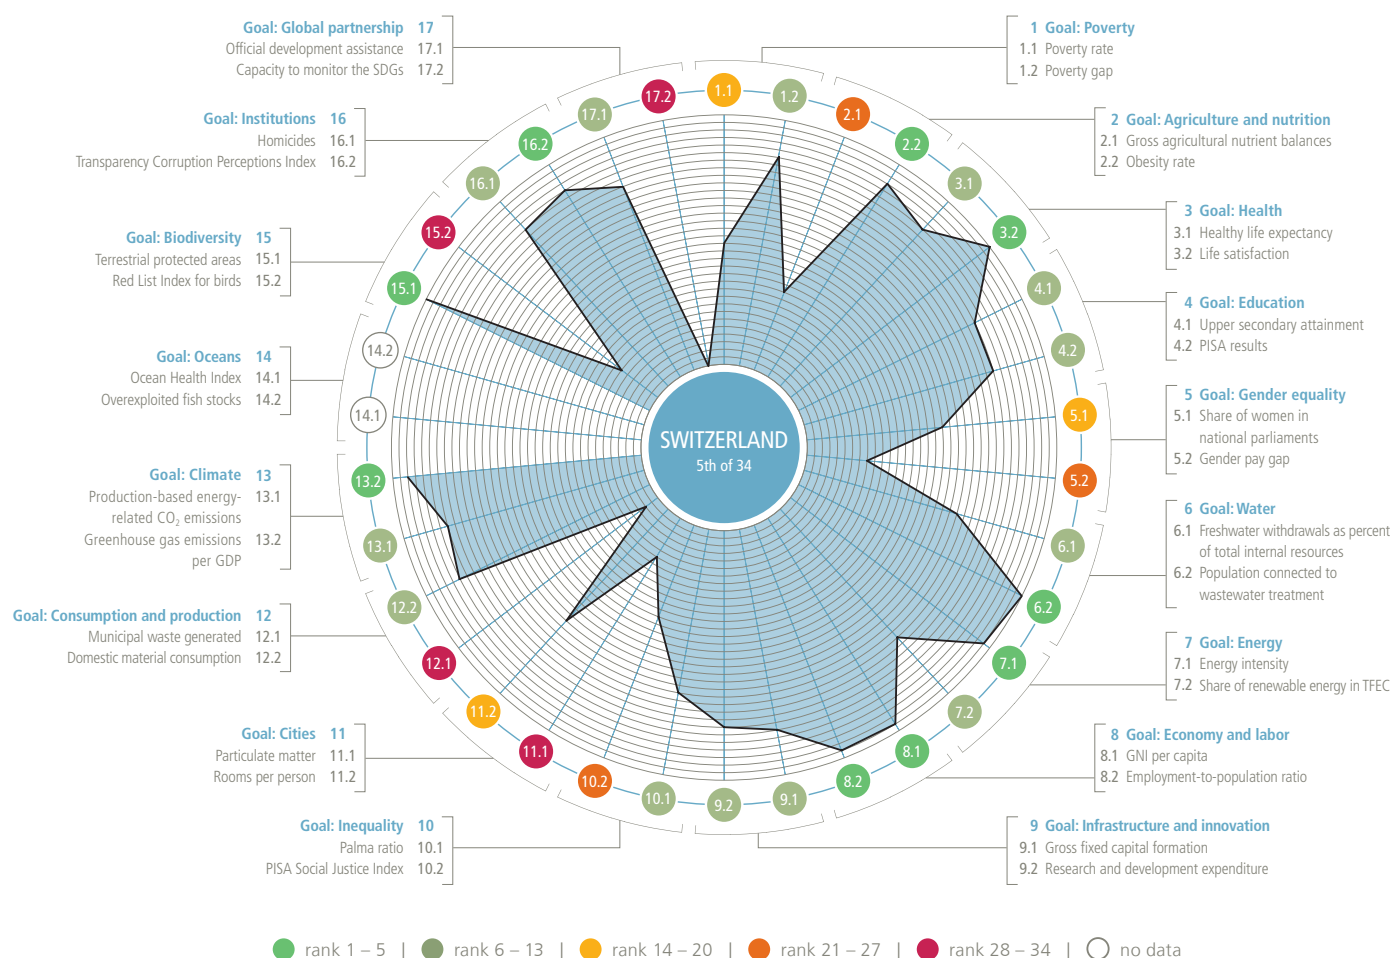 Goal: Global partnership 17
Official development assistance 17.1
Capacity to monitor the SDGs 17.2
Goal: Institutions 16
Homicides 16.1
Transparency Corruption Perceptions Index 16.2
Goal: Biodiversity 15
Terrestrial protected areas 15.1
Red List Index for birds 15.2
Goal: Oceans 14
Ocean Health Index 14.1
Overexploited fish stocks 14.2
Goal: Climate 13
Production-based energy- 13.1
related CO₂ emissions
Greenhouse gas emissions 13.2
per GDP
Goal: Consumption and production 12
Municipal waste generated 12.1
Domestic material consumption 12.2
Goal: Cities 11
Particulate matter 11.1
Rooms per person 11.2
Goal: Inequality 10
Palma ratio 10.1
PISA Social Justice Index 10.2
1 Goal: Poverty
1.1 Poverty rate
1.2 Poverty gap
2 Goal: Agriculture and nutrition
2.1 Gross agricultural nutrient balances
2.2 Obesity rate
3 Goal: Health
3.1 Healthy life expectancy
3.2 Life satisfaction
4 Goal: Education
4.1 Upper secondary attainment
4.2 PISA results
5 Goal: Gender equality
5.1 Share of women in
national parliaments
5.2 Gender pay gap
6 Goal: Water
6.1 Freshwater withdrawals as percent
of total internal resources
6.2 Population connected to
wastewater treatment
7 Goal: Energy
7.1 Energy intensity
7.2 Share of renewable energy in TFEC
8 Goal: Economy and labor
8.1 GNI per capita
8.2 Employment-to-population ratio
9 Goal: Infrastructure and innovation
9.1 Gross fixed capital formation
9.2 Research and development expenditure
1.1
1.2
2.1
2.2
3.1
3.2
4.1
4.2
5.1
5.2
6.1
6.2
7.1
7.2
8.1
8.2
9.1
9.2
10.1
10.2
11.1
11.2
12.1
12.2
13.1
13.2
14.1
14.2
15.1
15.2
16.1
16.2
17.1
17.2
SWITZERLAND
5th of 34
rank 1 – 5 | rank 6 – 13 | rank 14 – 20 | rank 21 – 27 | rank 28 – 34 | no data